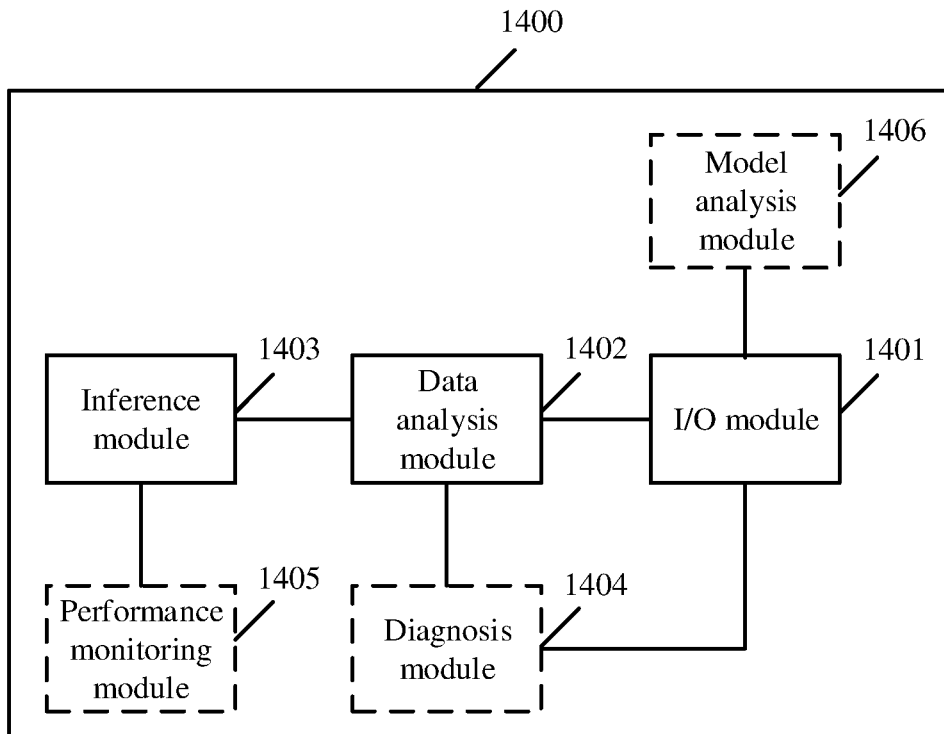 1400
1406
Model
analysis
module
1403
1402
1401
Inference
module
Data
analysis
module
I/O module
1405
1404
Performance
monitoring
module
Diagnosis
module